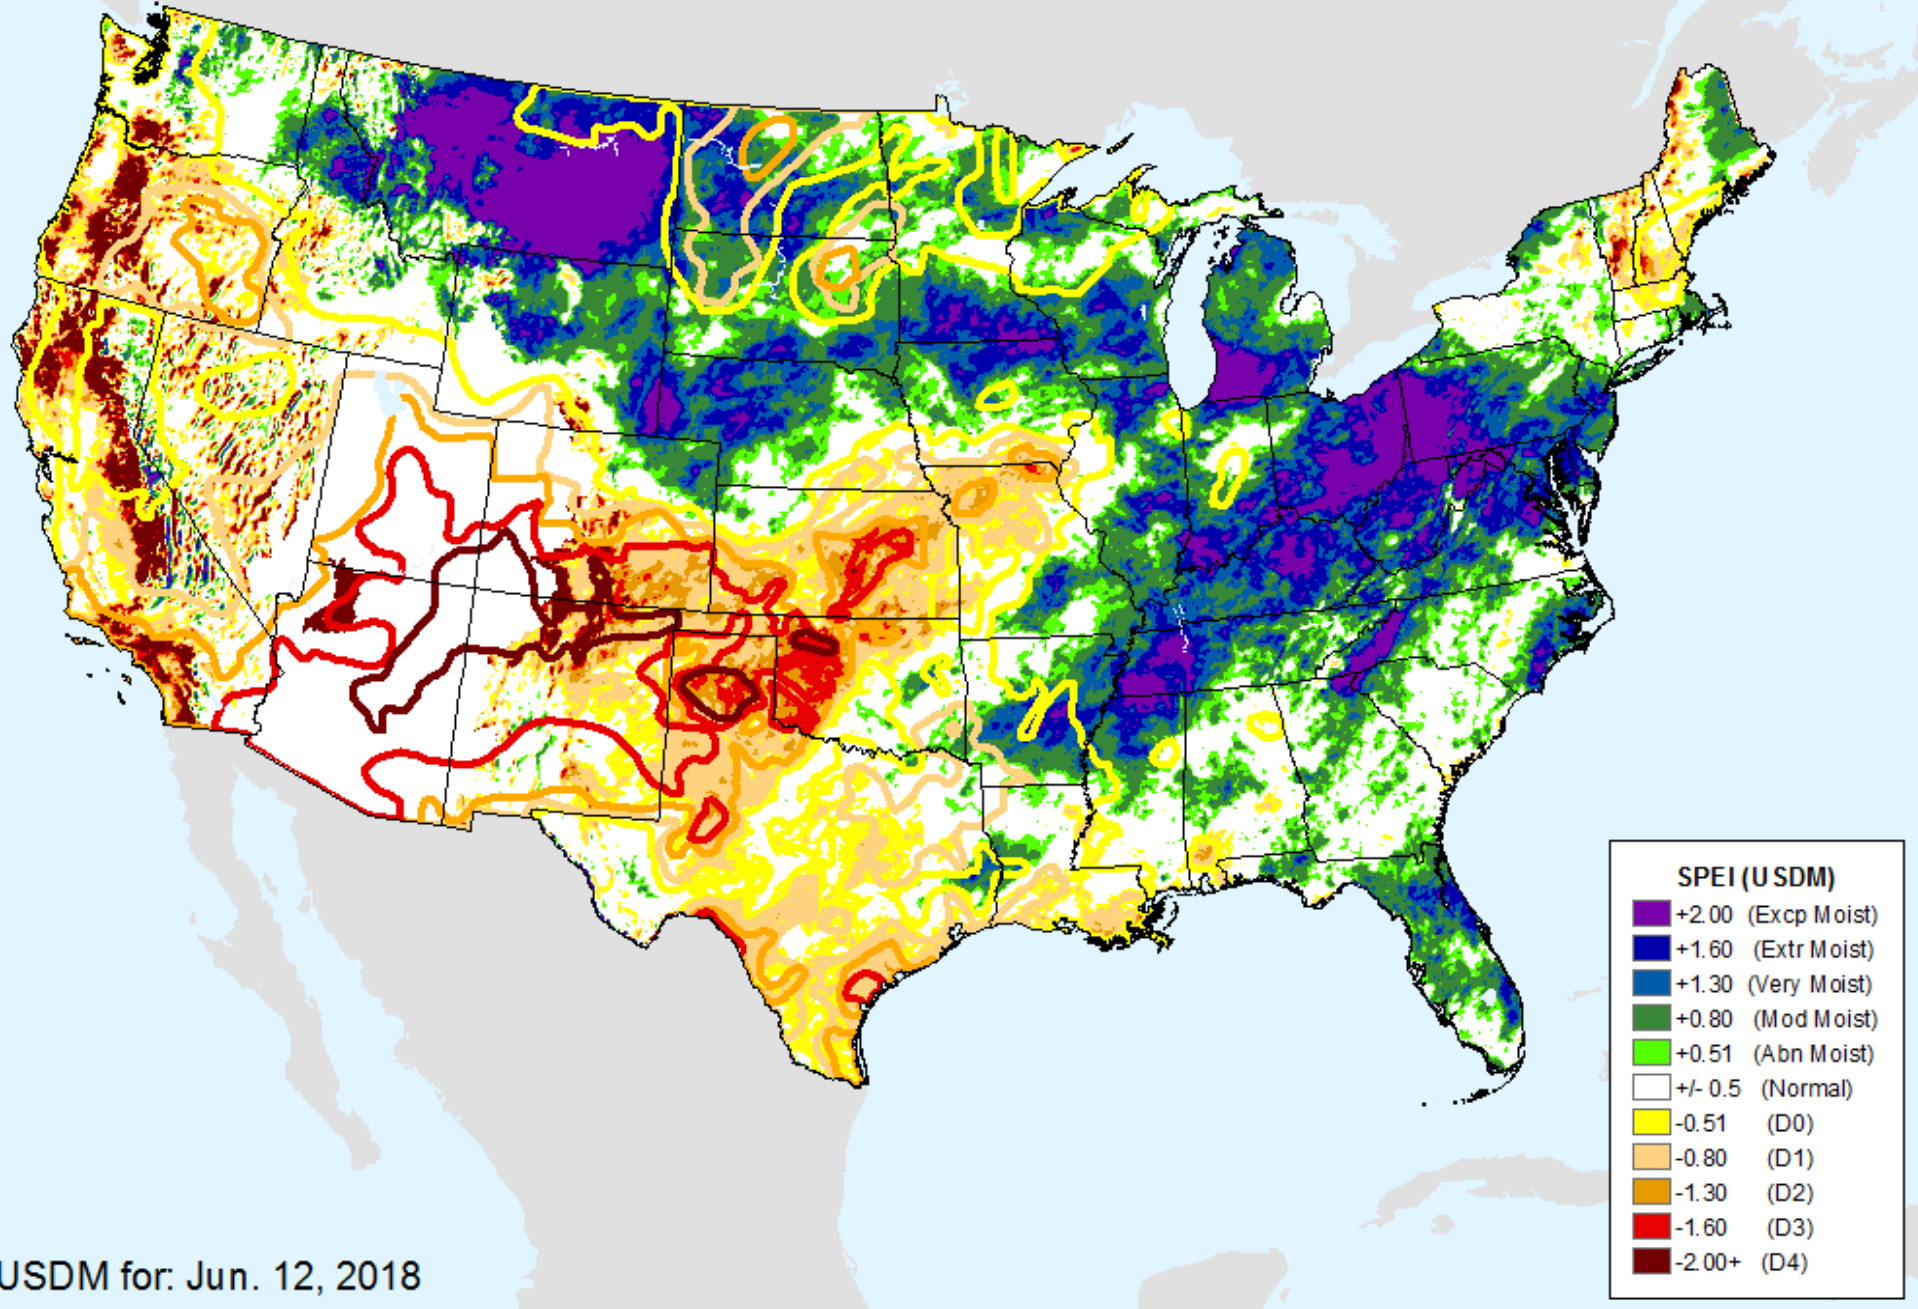 SPEI (USDM)
+2.00 (Excp Moist)
+1.60 (Extr Moist)
+1.30 (Very Moist)
+0.80 (Mod Moist)
+0.51 (Abn Moist)
+/- 0.5 (Normal)
-0.51 (D0)
-0.80 (D1)
-1.30 (D2)
-1.60 (D3)
-2.00+ (D4)
USDM for: Jun. 12, 2018